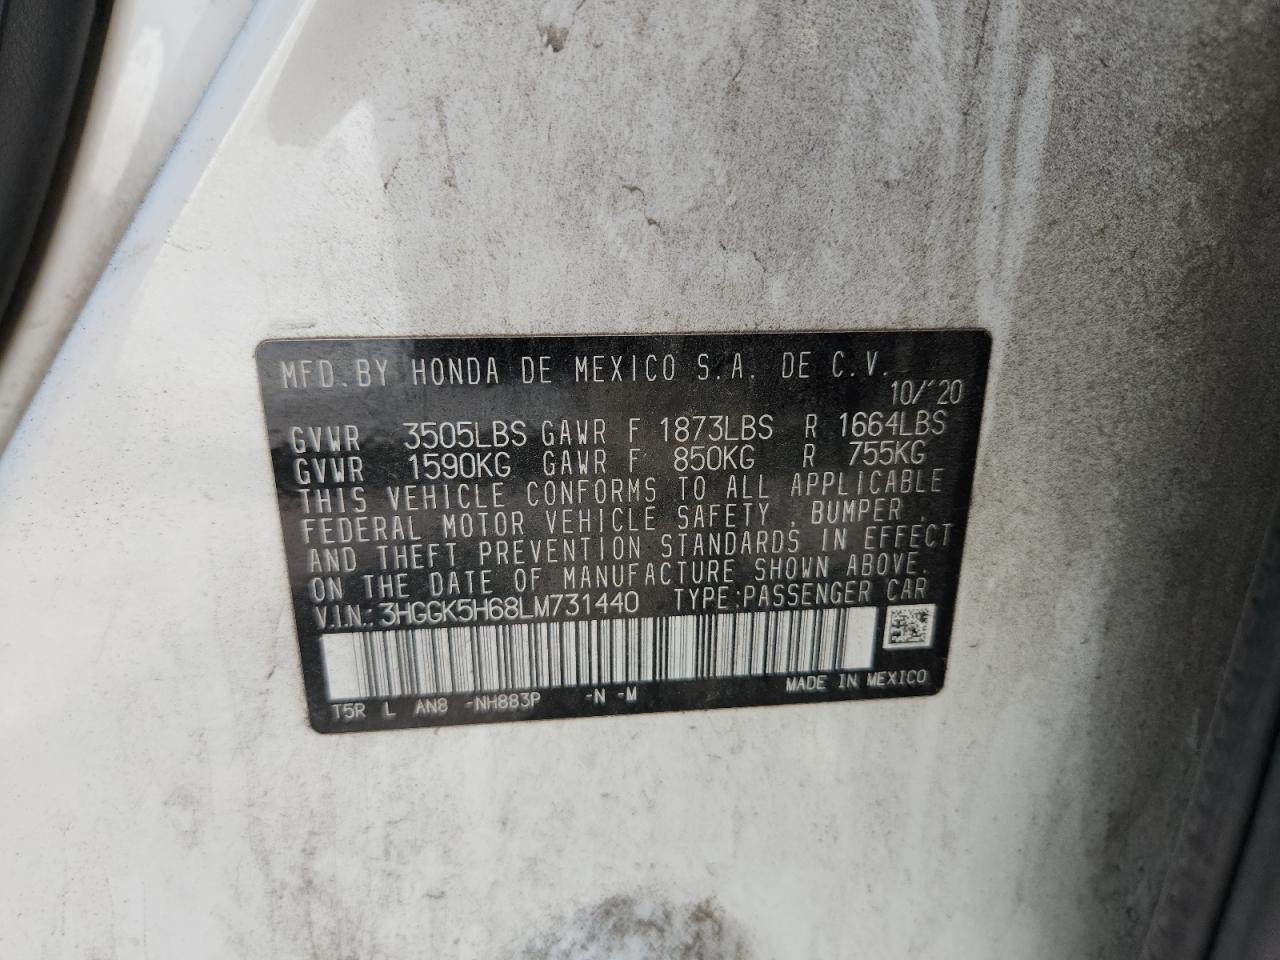 MFD. BY HONDA DE MEXICO S.A. DE C.V.
10/'20
GVWR 3505LBS GAWR F 1873LBS R 1664LBS
GVWR 1590KG GAWR F 850KG R 755KG
THIS VEHICLE CONFORMS TO ALL APPLICABLE
FEDERAL MOTOR VEHICLE SAFETY , BUMPER ,
AND THEFT PREVENTION STANDARDS IN EFFECT
ON THE DATE OF MANUFACTURE SHOWN ABOVE.
V.I.N.: 3HGGK5H68LM731440 TYPE:PASSENGER CAR
T5R L AN8 -NH883P -N -M MADE IN MEXICO